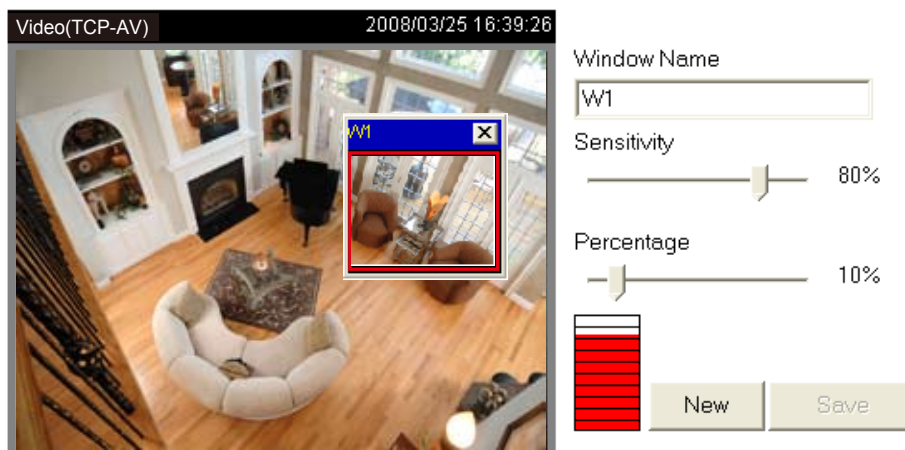 Video(TCP-AV) 2008/03/25 16:39:26
W1
Window Name
W1
Sensitivity
80%
Percentage
10%
New
Save